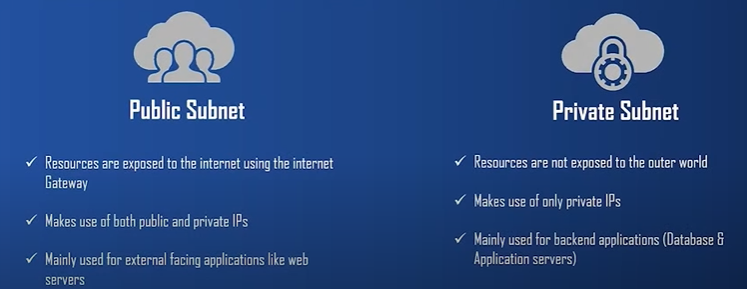 Public Subnet
✓ Resources are exposed to the internet using the internet
Gateway
✓ Makes use of both public and private IPs
✓ Mainly used for external facing applications like web
servers
Private Subnet
✓ Resources are not exposed to the outer world
✓ Makes use of only private IPs
✓ Mainly used for backend applications (Database &
Application servers)